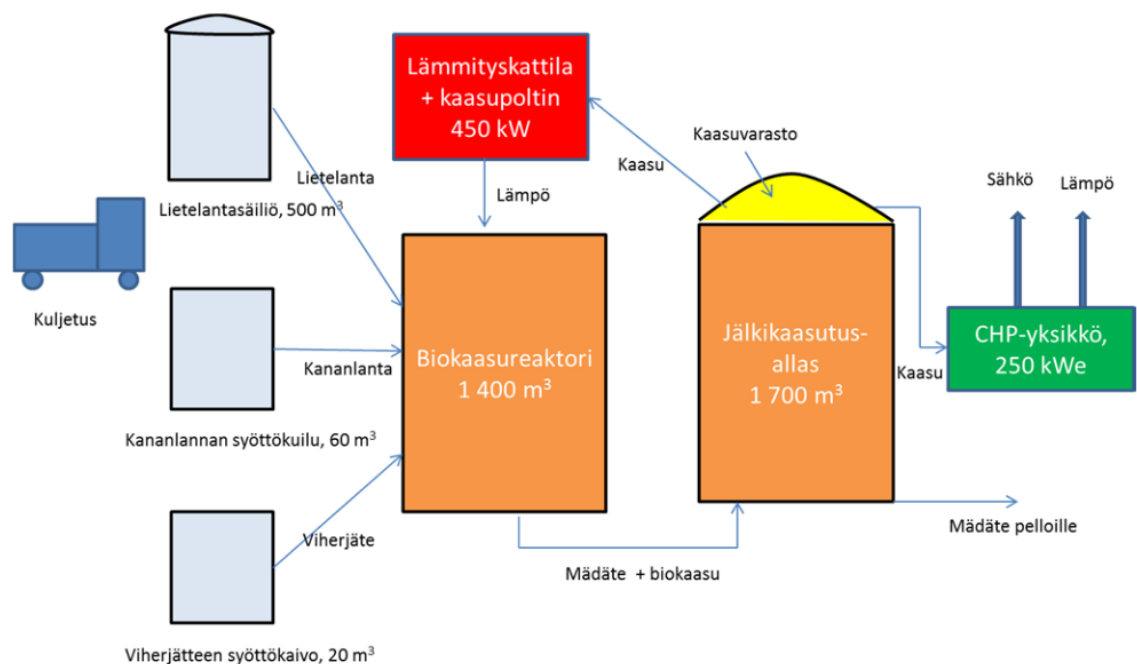 Lämmityskattila
+ kaasupoltin
450 kW
Kaasuvarasto
Kaasu
Sähkö
Lämpö
Lietelanta
Lämpö
Lietelantasäiliö, 500 m³
Kuljetus
Biokaasureaktori
1 400 m³
Jälkikaasutus-
allas
1 700 m³
CHP-yksikkö,
250 kWe
Kaasu
Kananlanta
Kananlannan syöttökuilu, 60 m³
Viherjäte
Mädäte pelloille
Mädäte + biokaasu
Viherjätteen syöttökaivo, 20 m³